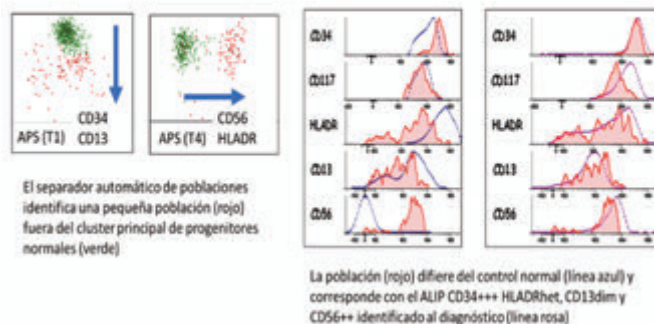 APS (T1)
CD34
CD13
APS (T4)
CD56
HLADR
El separador automático de poblaciones
identifica una pequeña población (rojo)
fuera del cluster principal de progenitores
normales (verde)
CD34
CD117
HLADR
CD13
CD56
CD34
CD117
HLADR
CD13
CD56
La población (rojo) difiere del control normal (línea azul) y
corresponde con el ALIP CD34+++ HLADRhet, CD13dim y
CD56++ identificado al diagnóstico (línea rosa)